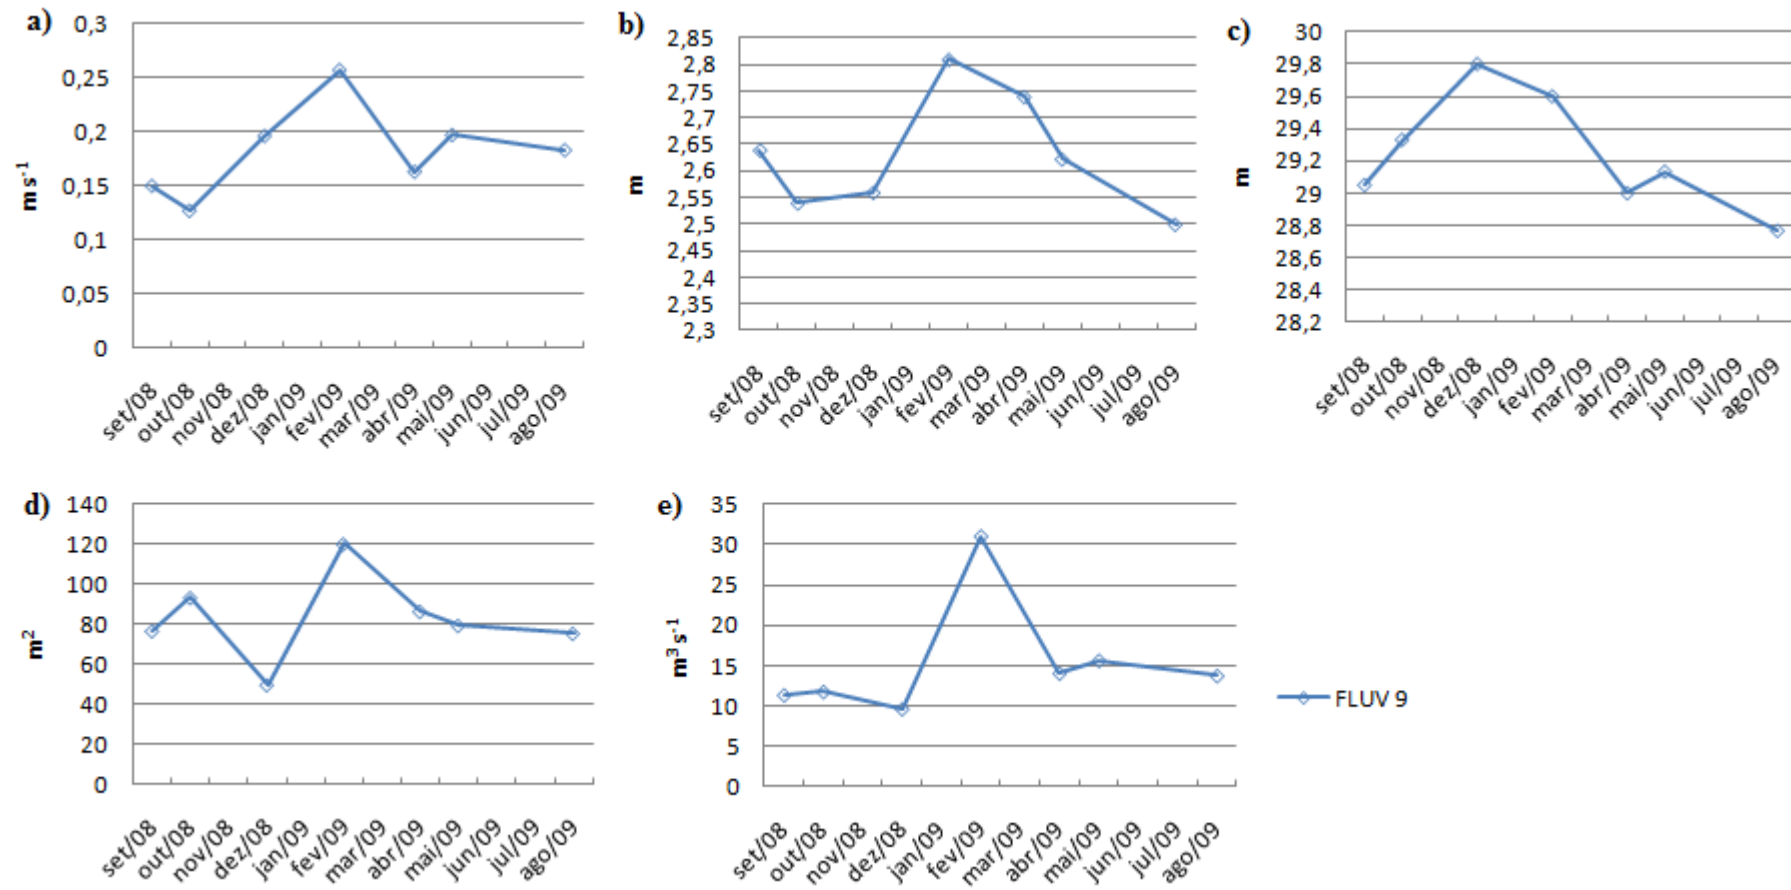 a)
0,3
0,25
0,2
0,15
0,1
0,05
0
m s⁻¹
set/08
out/08
nov/08
dez/08
jan/09
fev/09
mar/09
abr/09
mai/09
jun/09
jul/09
ago/09
b)
2,85
2,8
2,75
2,7
2,65
2,6
2,55
2,5
2,45
2,4
2,35
2,3
m
set/08
out/08
nov/08
dez/08
jan/09
fev/09
mar/09
abr/09
mai/09
jun/09
jul/09
ago/09
c)
30
29,8
29,6
29,4
29,2
29
28,8
28,6
28,4
28,2
m
set/08
out/08
nov/08
dez/08
jan/09
fev/09
mar/09
abr/09
mai/09
jun/09
jul/09
ago/09
d)
140
120
100
80
60
40
20
0
m²
set/08
out/08
nov/08
dez/08
jan/09
fev/09
mar/09
abr/09
mai/09
jun/09
jul/09
ago/09
e)
35
30
25
20
15
10
5
0
m³ s⁻¹
set/08
out/08
nov/08
dez/08
jan/09
fev/09
mar/09
abr/09
mai/09
jun/09
jul/09
ago/09
FLUV 9